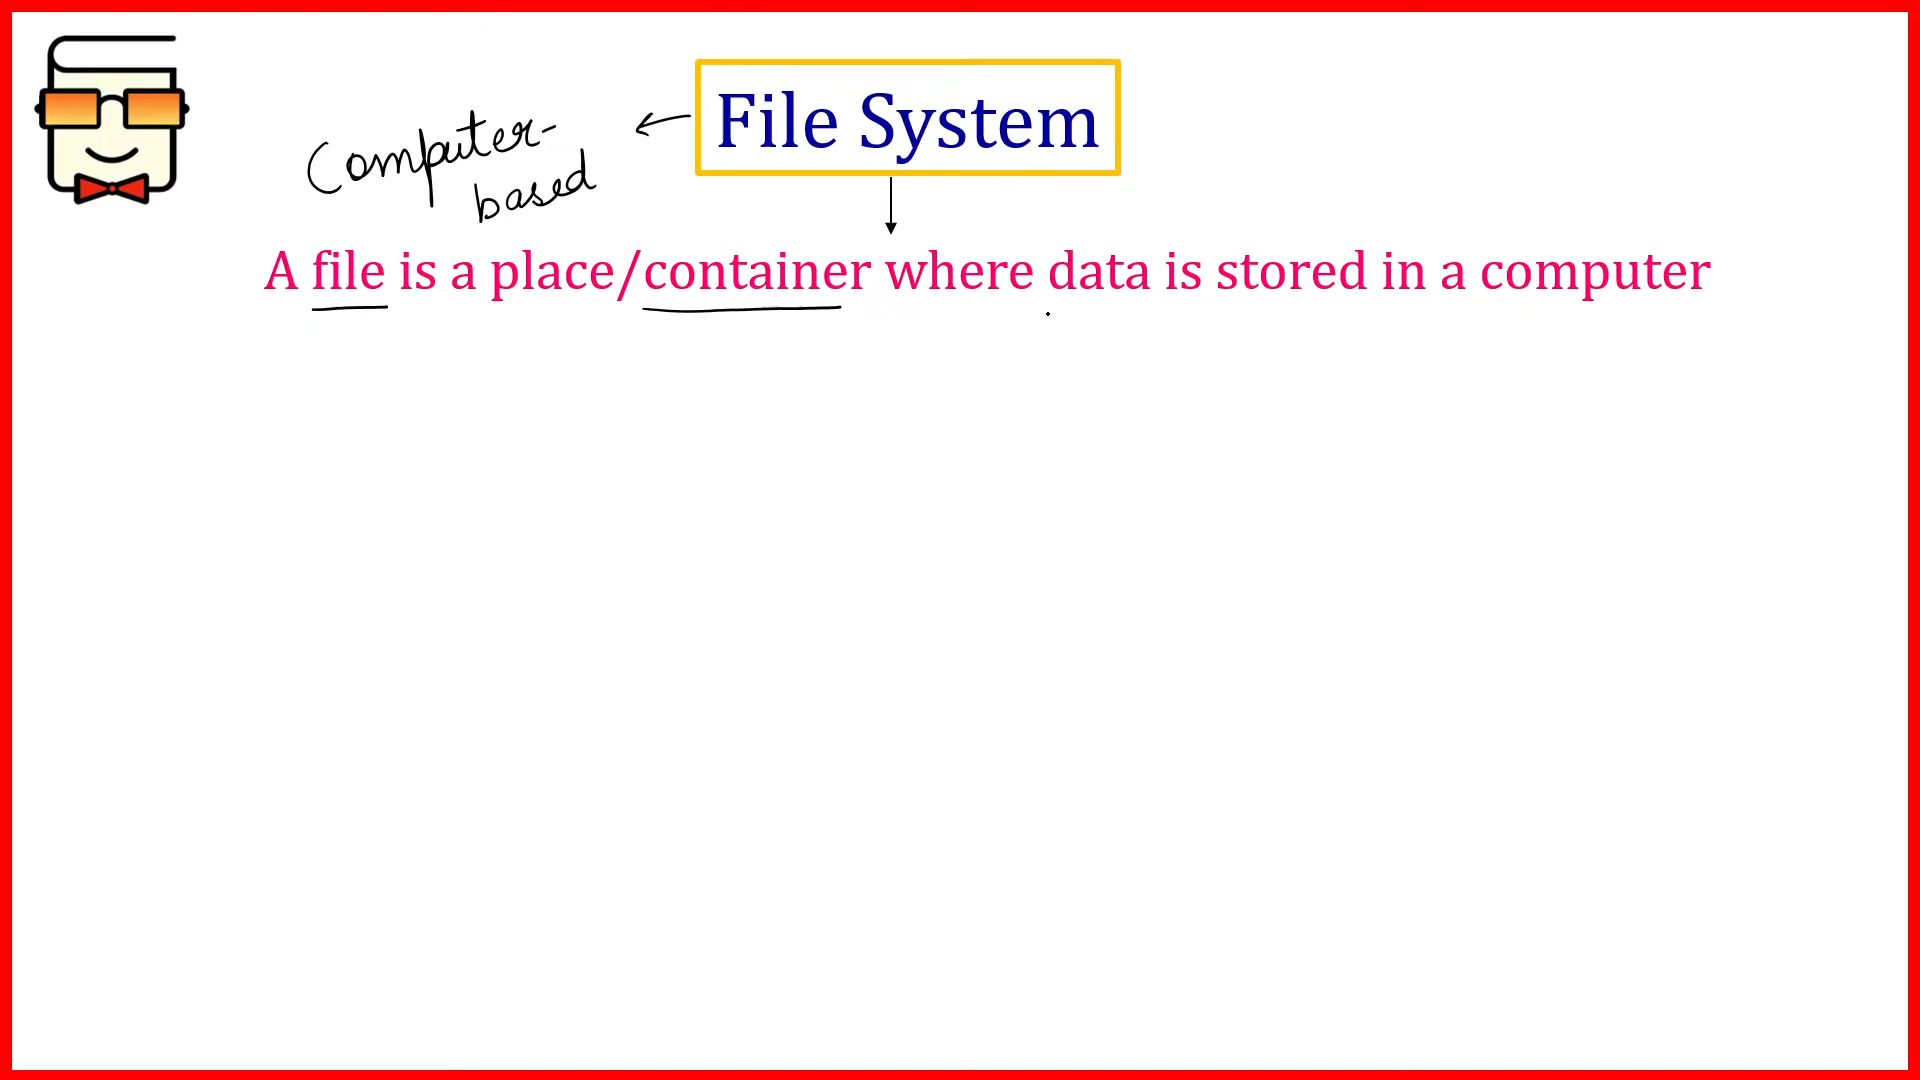 File System
Computer-
based
A file is a place/container where data is stored in a computer